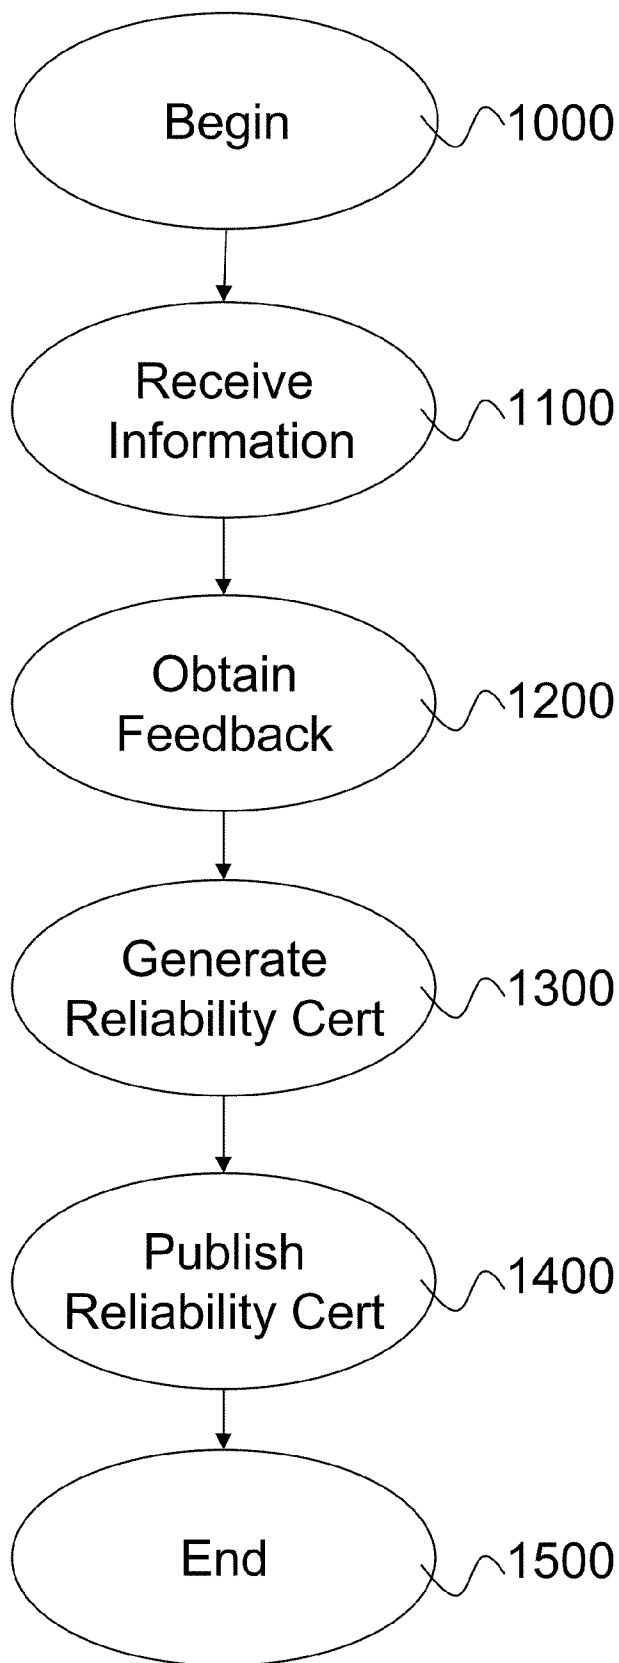 Begin
1000
Receive
Information
1100
Obtain
Feedback
1200
Generate
Reliability Cert
1300
Publish
Reliability Cert
1400
End
1500